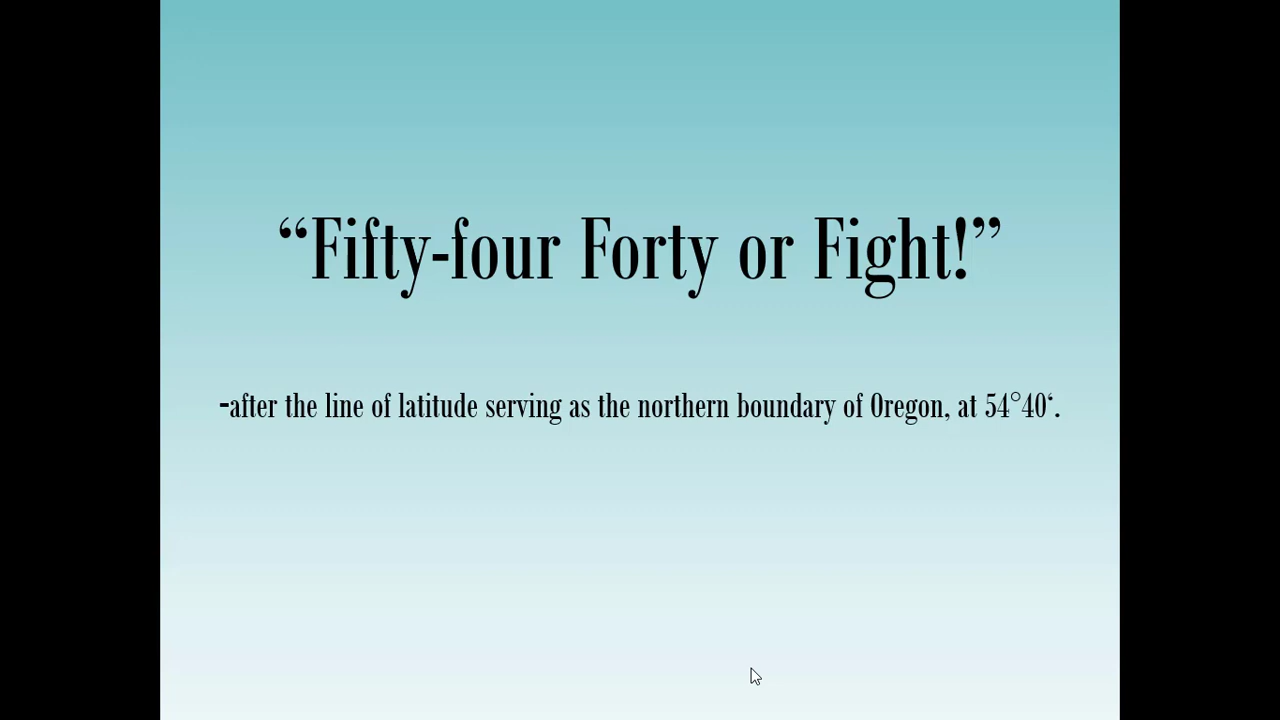 “Fifty-four Forty or Fight!”
-after the line of latitude serving as the northern boundary of Oregon, at 54°40‘.